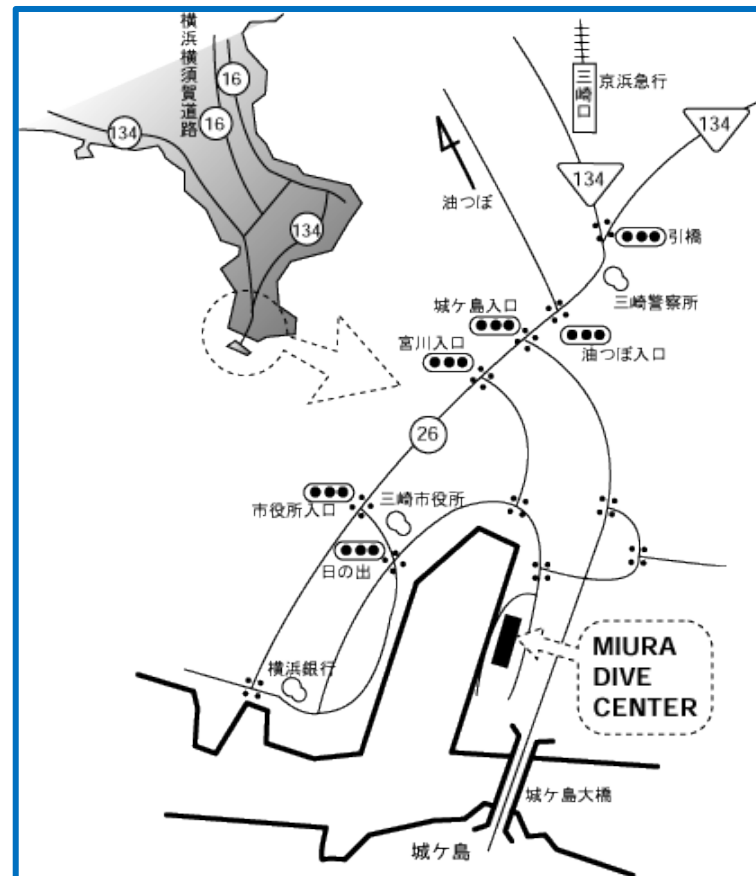 横浜横須賀道路
16
16
134
134
三崎口
京浜急行
134
134
油つぼ
引橋
三崎警察所
城ケ島入口
油つぼ入口
宮川入口
26
市役所入口
三崎市役所
日の出
横浜銀行
MIURA
DIVE
CENTER
城ケ島大橋
城ケ島